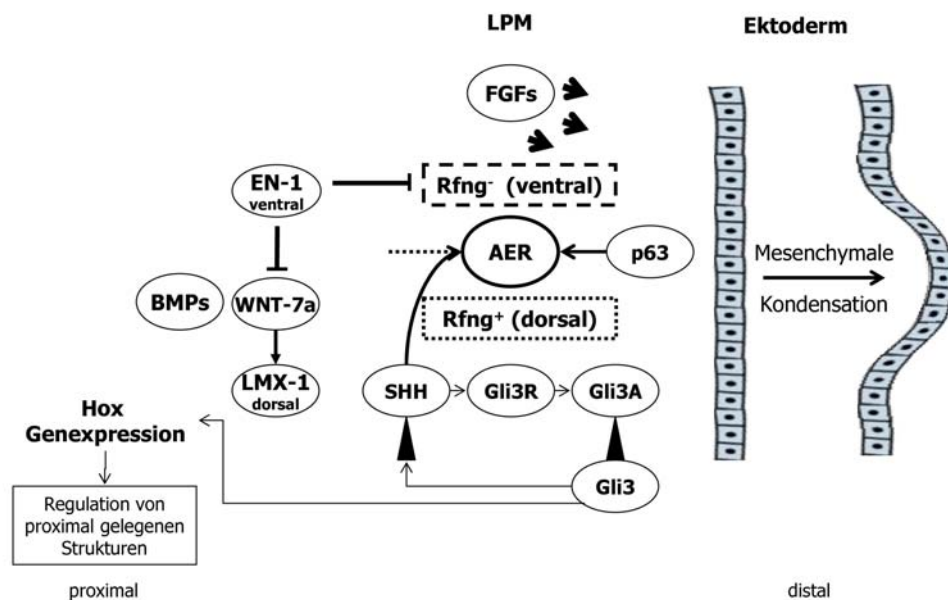 LPM
Ektoderm
FGFs
EN-1
ventral
Rfng⁻ (ventral)
AER
p63
Mesenchymale
Kondensation
BMPs
WNT-7a
Rfng⁺ (dorsal)
LMX-1
dorsal
SHH
Gli3R
Gli3A
Hox
Genexpression
Gli3
Regulation von
proximal gelegenen
Strukturen
proximal
distal